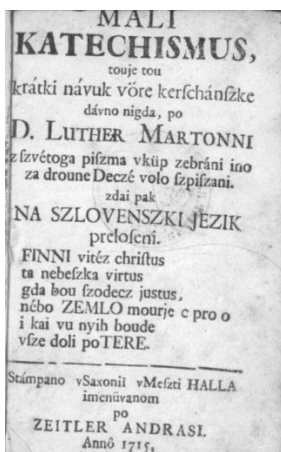 MALI
KATECHISMUS,
touje tou
krátki návuk vöre kerschánszke
dávno nigda, po
D. LUTHER MARTONNI
z szvétoga piszma vküp zebráni ino
za droune Deczé volo szpiszani.
zdai pak
NA SZLOVENSZKI JEZIK
preloseni.
FINNI vitéz christus
ta nebeszka virtus
gda bou szodecz justus,
nébo ZEMLO mourje c pro o
i kai vu nyih boude
vsze doli poTERE.
Stámpano vSaxonii vMeszti HALLA
imenüvanom
po
ZEITLER ANDRASI.
Annô 1715,